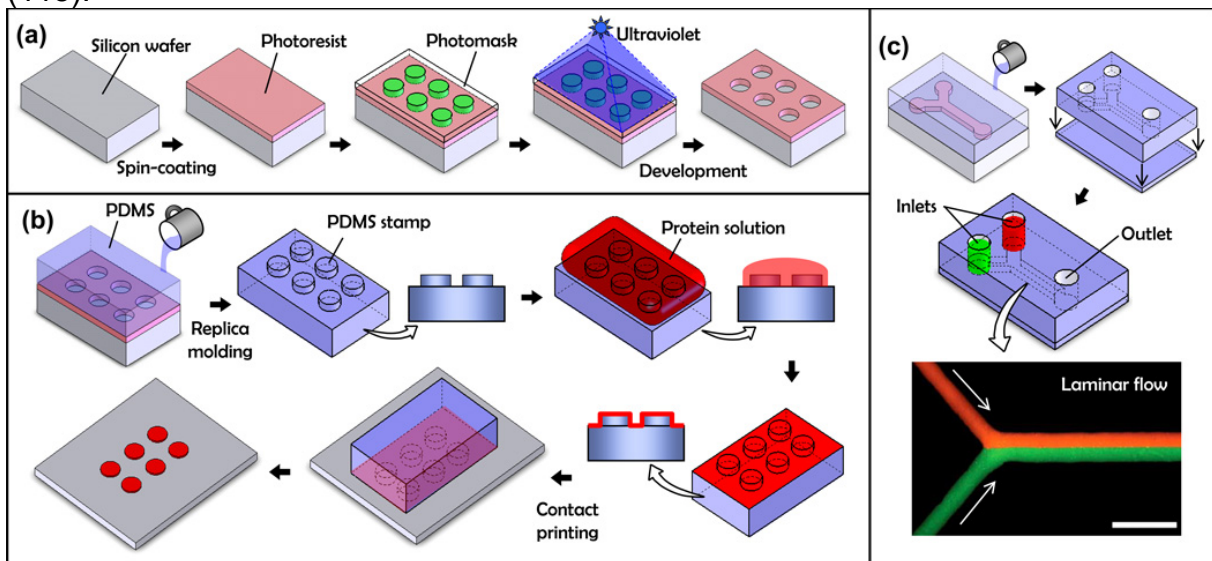 (a)
Silicon wafer
Photoresist
Photomask
Ultraviolet
Spin-coating
Development
(b)
PDMS
PDMS stamp
Protein solution
Replica
molding
Contact
printing
(c)
Inlets
Outlet
Laminar flow